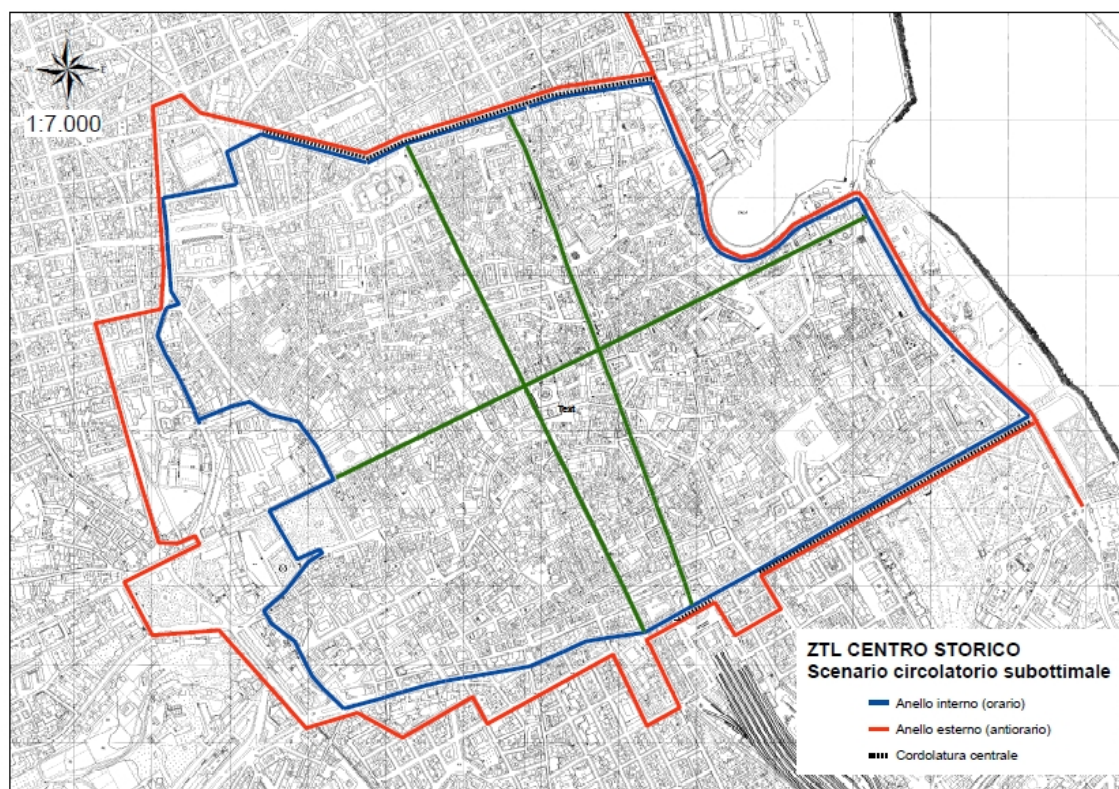 1:7.000
Text
ZTL CENTRO STORICO
Scenario circolatorio subottimale
Anello interno (orario)
Anello esterno (antiorario)
Cordolatura centrale